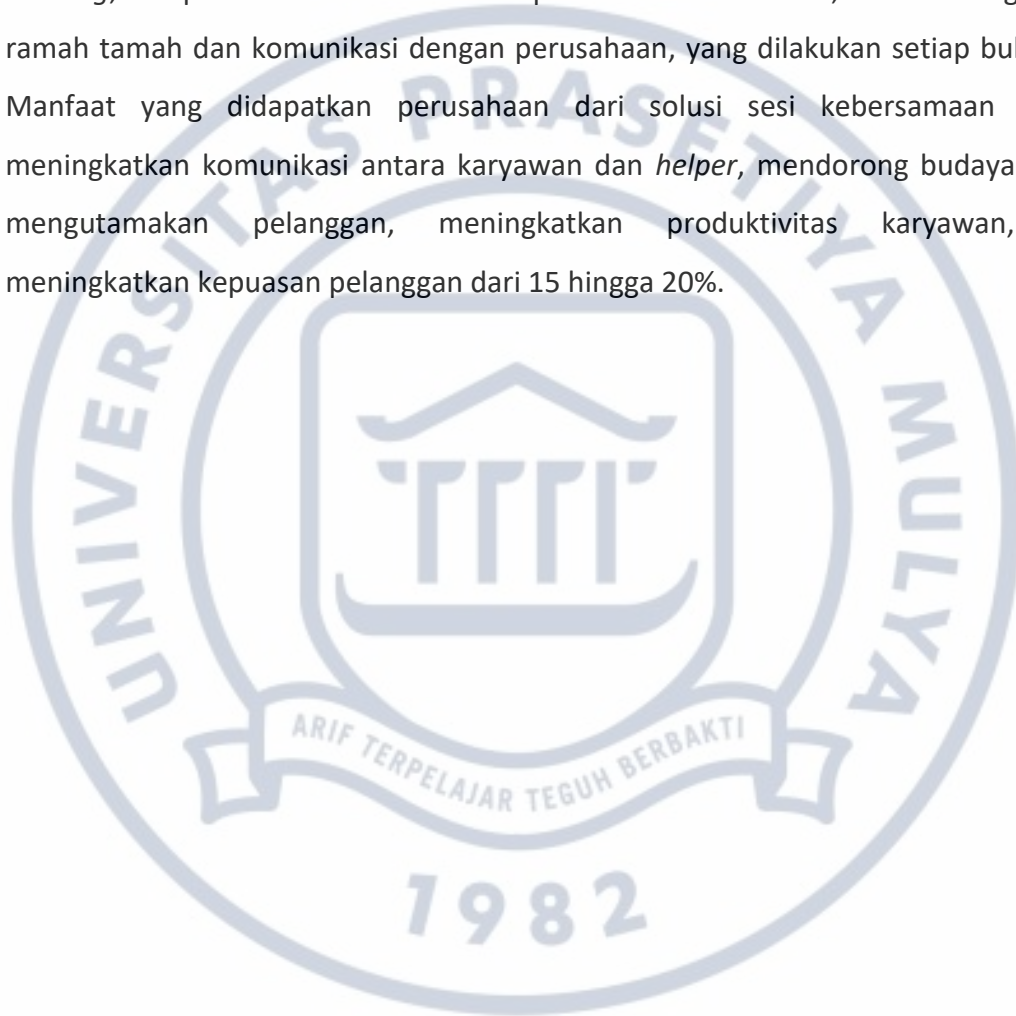 ramah tamah dan komunikasi dengan perusahaan, yang dilakukan setiap
Manfaat yang didapatkan perusahaan dari solusi sesi kebersamaan
meningkatkan komunikasi antara karyawan dan helper, mendorong budaya
mengutamakan pelanggan, meningkatkan produktivitas karyawan,
meningkatkan kepuasan pelanggan dari 15 hingga 20%.
UNIVERSITAS PRASETIYA MULYA
ARIF TERPELAJAR TEGUH BERBAKTI
1982